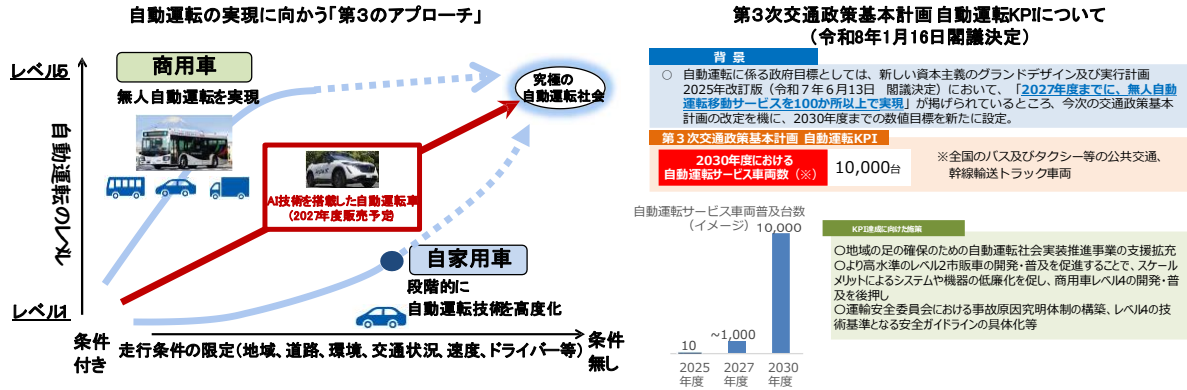 自動運転の実現に向かう「第3のアプローチ」
レベル5
商用車
無人自動運転を実現
究極の
自動運転社会
自動運転のレベル
AI技術を搭載した自動運転車
(2027年度販売予定)
自家用車
段階的に
自動運転技術を高度化
レベル1
条件
付き
走行条件の限定(地域、道路、環境、交通状況、速度、ドライバー等)
条件
無し
第3次交通政策基本計画 自動運転KPIについて
(令和8年1月16日閣議決定)
背 景
○ 自動運転に係る政府目標としては、新しい資本主義のグランドデザイン及び実行計画
2025年改訂版(令和7年6月13日 閣議決定)において、「2027年度までに、無人自動
運転移動サービスを100か所以上で実現」が掲げられているところ、今次の交通政策基本
計画の改定を機に、2030年度までの数値目標を新たに設定。
第3次交通政策基本計画 自動運転KPI
2030年度における
自動運転サービス車両数(※)
10,000台
※全国のバス及びタクシー等の公共交通、
幹線輸送トラック車両
自動運転サービス車両普及台数
(イメージ)
10,000
~1,000
10
2025
年度
2027
年度
2030
年度
KPI達成に向けた施策
○地域の足の確保のための自動運転社会実装推進事業の支援拡充
○より高水準のレベル2市販車の開発・普及を促進することで、スケール
メリットによるシステムや機器の低廉化を促し、商用車レベル4の開発・普
及を後押し
○運輸安全委員会における事故原因究明体制の構築、レベル4の技
術基準となる安全ガイドラインの具体化等